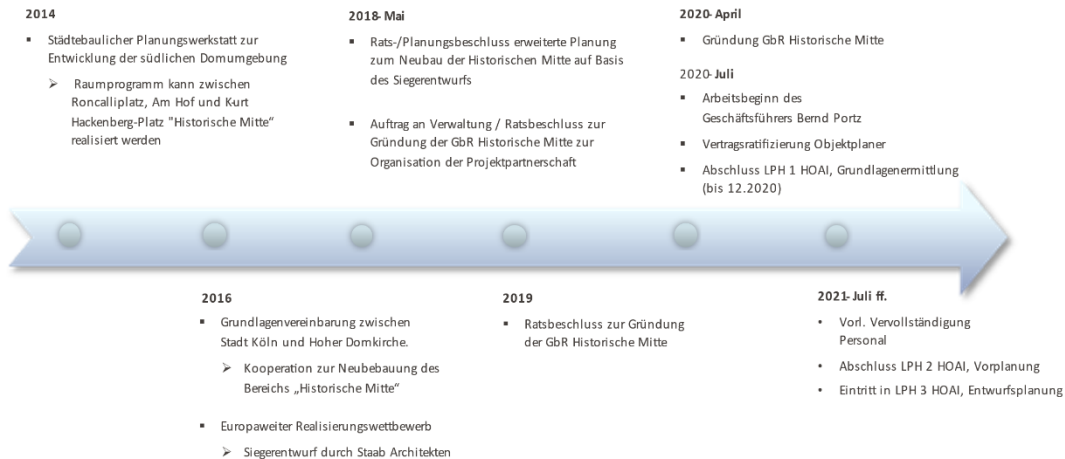 2014
▪ Städtebaulicher Planungswerkstatt zur
Entwicklung der südlichen Domumgebung
➢ Raumprogramm kann zwischen
Roncalliplatz, Am Hof und Kurt
Hackenberg-Platz "Historische Mitte“
realisiert werden
2018- Mai
▪ Rats-/Planungsbeschluss erweiterte Planung
zum Neubau der Historischen Mitte auf Basis
des Siegerentwurfs
▪ Auftrag an Verwaltung / Ratsbeschluss zur
Gründung der GbR Historische Mitte zur
Organisation der Projektpartnerschaft
2020- April
▪ Gründung GbR Historische Mitte
2020- Juli
▪ Arbeitsbeginn des
Geschäftsführers Bernd Portz
▪ Vertragsratifizierung Objektplaner
▪ Abschluss LPH 1 HOAI, Grundlagenermittlung
(bis 12.2020)
2016
▪ Grundlagenvereinbarung zwischen
Stadt Köln und Hoher Domkirche.
➢ Kooperation zur Neubebauung des
Bereichs „Historische Mitte“
▪ Europaweiter Realisierungswettbewerb
➢ Siegerentwurf durch Staab Architekten
2019
▪ Ratsbeschluss zur Gründung
der GbR Historische Mitte
2021- Juli ff.
• Vorl. Vervollständigung
Personal
• Abschluss LPH 2 HOAI, Vorplanung
• Eintritt in LPH 3 HOAI, Entwurfsplanung